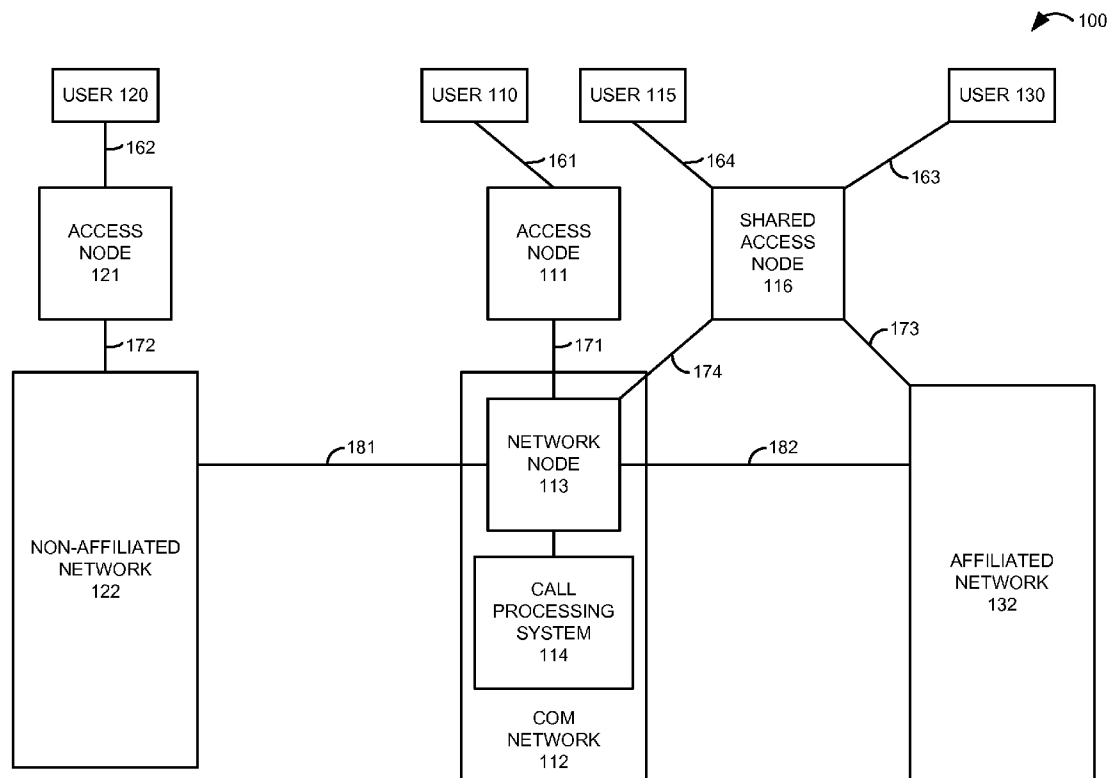 100
USER 120
USER 110
USER 115
USER 130
162
161
164
163
ACCESS
NODE
121
ACCESS
NODE
111
SHARED
ACCESS
NODE
116
172
171
174
173
181
NETWORK
NODE
113
182
NON-AFFILIATED
NETWORK
122
CALL
PROCESSING
SYSTEM
114
AFFILIATED
NETWORK
132
COM
NETWORK
112